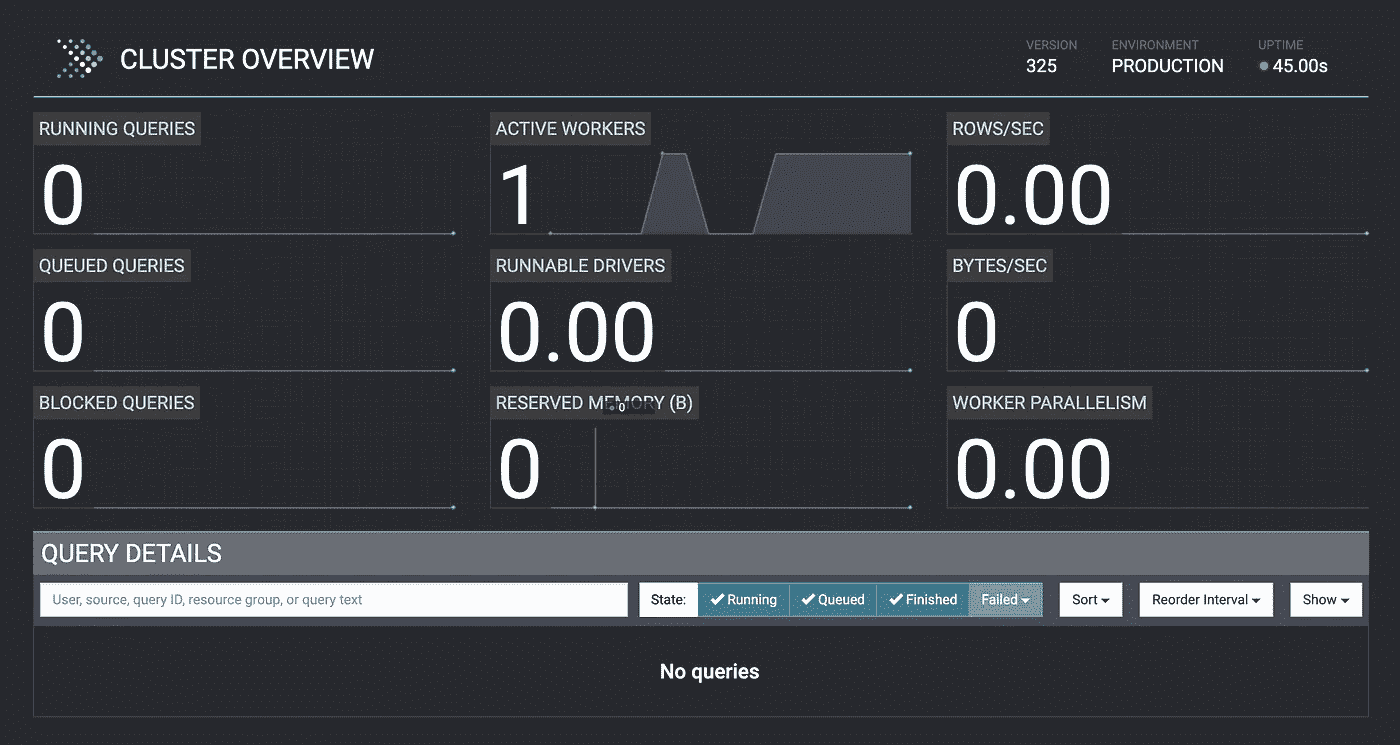 CLUSTER OVERVIEW
VERSION
325
ENVIRONMENT
PRODUCTION
UPTIME
45.00s
RUNNING QUERIES
0
ACTIVE WORKERS
1
ROWS/SEC
0.00
QUEUED QUERIES
0
RUNNABLE DRIVERS
0.00
BYTES/SEC
0
BLOCKED QUERIES
0
RESERVED MEMORY (B)
0
0
WORKER PARALLELISM
0.00
QUERY DETAILS
User, source, query ID, resource group, or query text
State: Running Queued Finished Failed Sort Reorder Interval Show
No queries